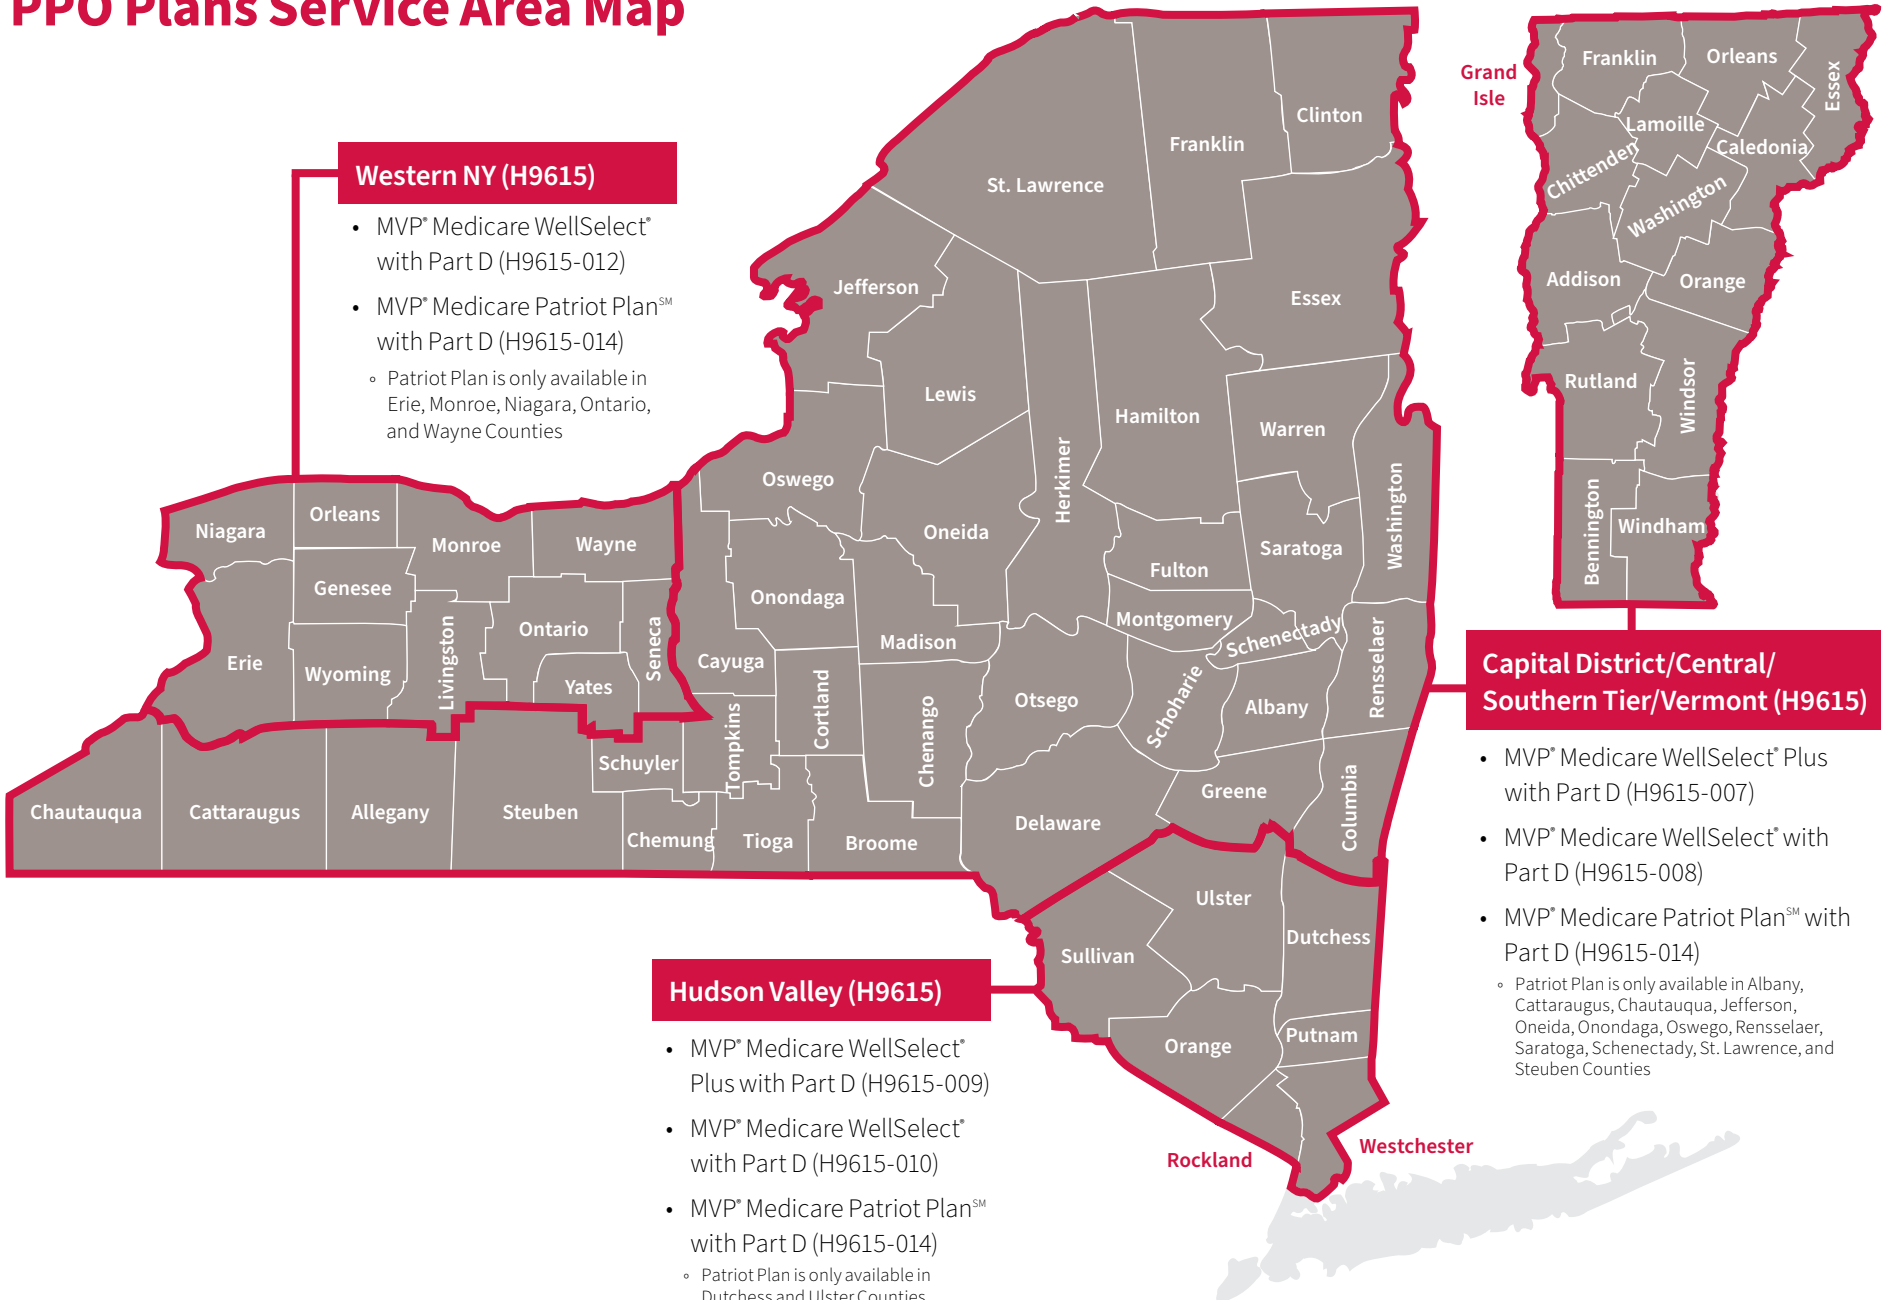 PPO Plans Service Area Map
Western NY (H9615)
• MVP® Medicare WellSelect®
with Part D (H9615-012)
• MVP® Medicare Patriot Plan℠
with Part D (H9615-014)
◦ Patriot Plan is only available in
Erie, Monroe, Niagara, Ontario,
and Wayne Counties
Clinton
Franklin
St. Lawrence
Jefferson
Essex
Lewis
Hamilton
Herkimer
Warren
Washington
Oswego
Oneida
Saratoga
Fulton
Niagara
Orleans
Monroe
Wayne
Genesee
Onondaga
Montgomery
Schenectady
Rensselaer
Ontario
Seneca
Livingston
Erie
Wyoming
Yates
Cayuga
Madison
Cortland
Chenango
Otsego
Schoharie
Albany
Tompkins
Schuyler
Chautauqua
Cattaraugus
Allegany
Steuben
Chemung
Tioga
Broome
Delaware
Greene
Columbia
Ulster
Dutchess
Sullivan
Orange
Putnam
Rockland
Westchester
Grand
Isle
Franklin
Orleans
Essex
Lamoille
Caledonia
Chittenden
Washington
Addison
Orange
Rutland
Windsor
Bennington
Windham
Capital District/Central/
Southern Tier/Vermont (H9615)
• MVP® Medicare WellSelect® Plus
with Part D (H9615-007)
• MVP® Medicare WellSelect® with
Part D (H9615-008)
• MVP® Medicare Patriot Plan℠ with
Part D (H9615-014)
◦ Patriot Plan is only available in Albany,
Cattaraugus, Chautauqua, Jefferson,
Oneida, Onondaga, Oswego, Rensselaer,
Saratoga, Schenectady, St. Lawrence, and
Steuben Counties
Hudson Valley (H9615)
• MVP® Medicare WellSelect®
Plus with Part D (H9615-009)
• MVP® Medicare WellSelect®
with Part D (H9615-010)
• MVP® Medicare Patriot Plan℠
with Part D (H9615-014)
◦ Patriot Plan is only available in
Dutchess and Ulster Counties